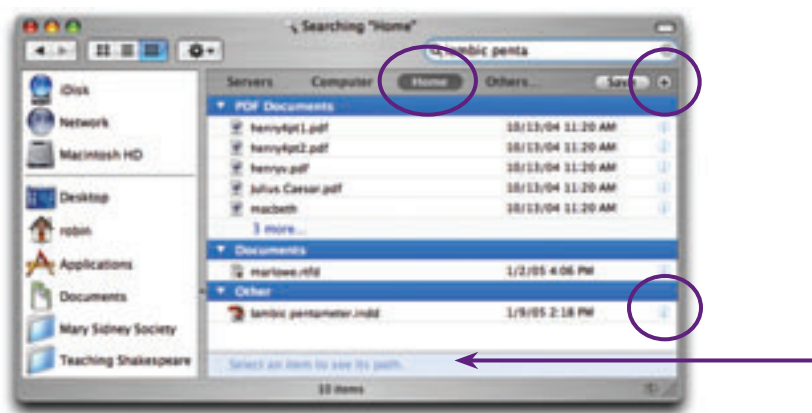 Searching "Home"
iambic penta
Servers Computer Home Others... Save
PDF Documents
henry4pt1.pdf 10/13/04 11:20 AM
henry4pt2.pdf 10/13/04 11:20 AM
henryv.pdf 10/13/04 11:20 AM
Julius Caesar.pdf 10/13/04 11:20 AM
macbeth 10/13/04 11:20 AM
3 more...
Documents
marlowe.rtfd 1/2/05 4:06 PM
Other
Iambic pentameter.indd 1/9/05 2:18 PM
Select an item to see its path.
10 items
iDisk
Network
Macintosh HD
Desktop
robin
Applications
Documents
Mary Sidney Society
Teaching Shakespeare